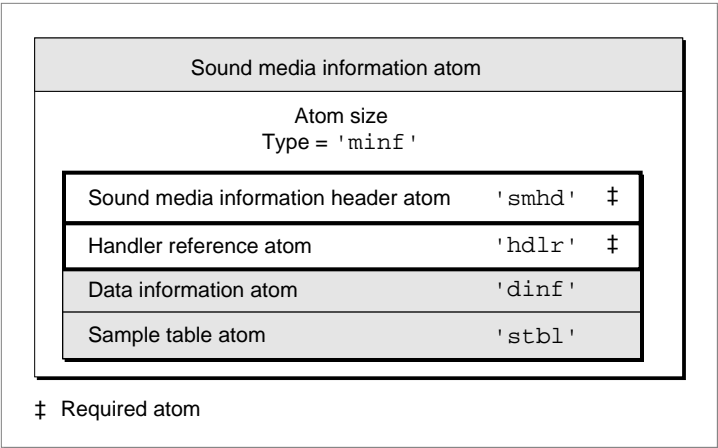 Sound media information atom
Atom size
Type = 'minf'
Sound media information header atom 'smhd' ‡
Handler reference atom 'hdlr' ‡
Data information atom 'dinf'
Sample table atom 'stbl'
‡ Required atom